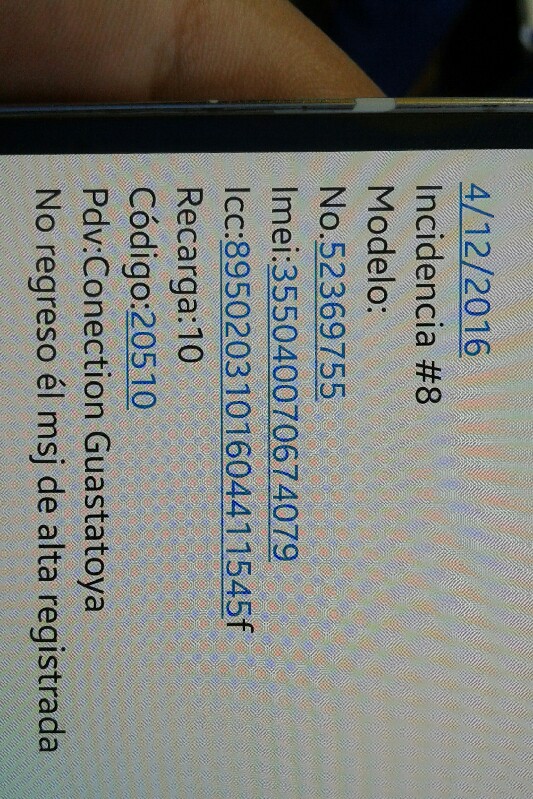 4/12/2016
Incidencia #8
Modelo:
No.52369755
Imei:355040070674079
Icc:8950203101604411545f
Recarga:10
Código:20510
Pdv:Conection Guastatoya
No regreso él msj de alta registrada